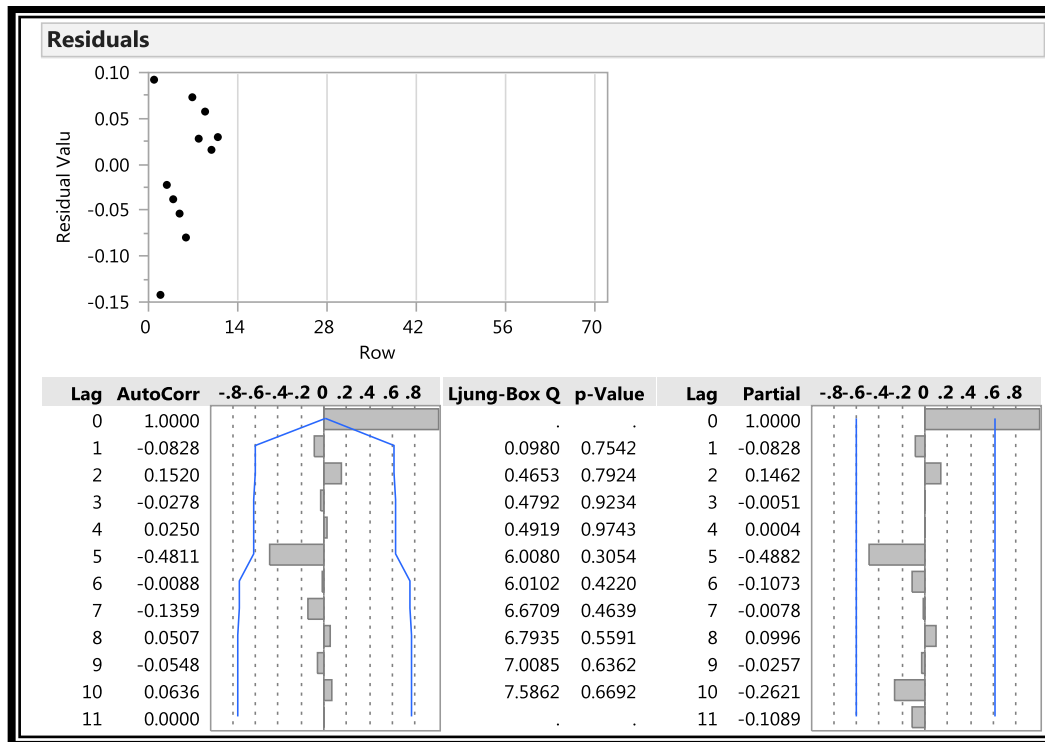 Residuals
0.10
0.05
0.00
-0.05
-0.10
-0.15
Residual Valu
0 14 28 42 56 70
Row
Lag AutoCorr -.8-.6-.4-.2 0 .2 .4 .6 .8 Ljung-Box Q p-Value Lag Partial -.8-.6-.4-.2 0 .2 .4 .6 .8
0 1.0000 . . 0 1.0000
1 -0.0828 0.0980 0.7542 1 -0.0828
2 0.1520 0.4653 0.7924 2 0.1462
3 -0.0278 0.4792 0.9234 3 -0.0051
4 0.0250 0.4919 0.9743 4 0.0004
5 -0.4811 6.0080 0.3054 5 -0.4882
6 -0.0088 6.0102 0.4220 6 -0.1073
7 -0.1359 6.6709 0.4639 7 -0.0078
8 0.0507 6.7935 0.5591 8 0.0996
9 -0.0548 7.0085 0.6362 9 -0.0257
10 0.0636 7.5862 0.6692 10 -0.2621
11 0.0000 . . 11 -0.1089